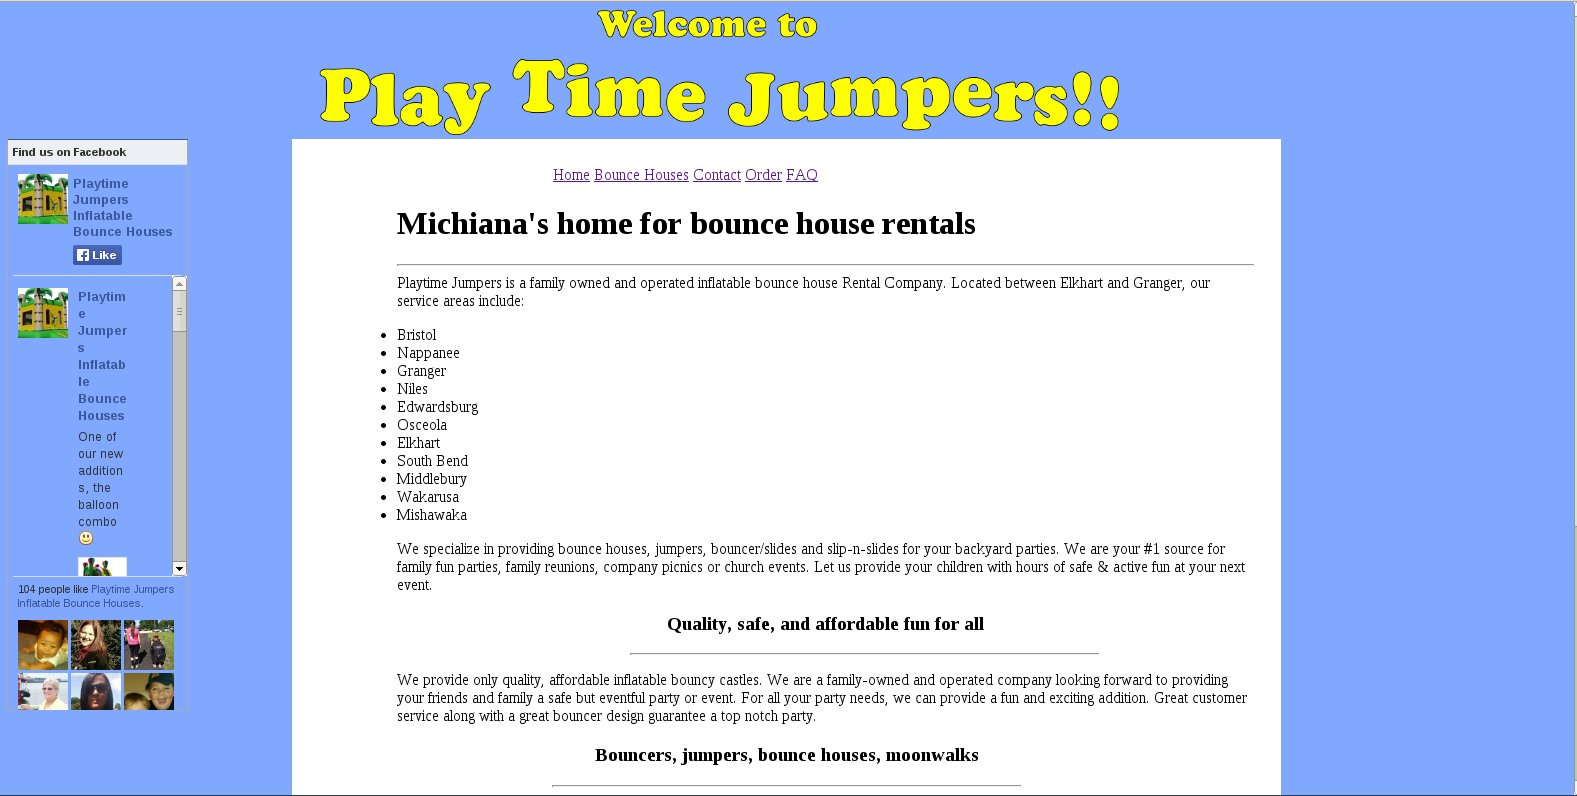 Welcome to
Play Time Jumpers!!
Find us on Facebook
Playtime
Jumpers
Inflatable
Bounce Houses
Like
Playtim
e
Jumper
s
Inflatab
le
Bounce
Houses
One of
our new
addition
s, the
balloon
combo
104 people like Playtime Jumpers
Inflatable Bounce Houses.
Home Bounce Houses Contact Order FAQ
Michiana's home for bounce house rentals
Playtime Jumpers is a family owned and operated inflatable bounce house Rental Company. Located between Elkhart and Granger, our
service areas include:
Bristol
Nappanee
Granger
Niles
Edwardsburg
Osceola
Elkhart
South Bend
Middlebury
Wakarusa
Mishawaka
We specialize in providing bounce houses, jumpers, bouncer/slides and slip-n-slides for your backyard parties. We are your #1 source for
family fun parties, family reunions, company picnics or church events. Let us provide your children with hours of safe & active fun at your next
event.
Quality, safe, and affordable fun for all
We provide only quality, affordable inflatable bouncy castles. We are a family-owned and operated company looking forward to providing
your friends and family a safe but eventful party or event. For all your party needs, we can provide a fun and exciting addition. Great customer
service along with a great bouncer design guarantee a top notch party.
Bouncers, jumpers, bounce houses, moonwalks